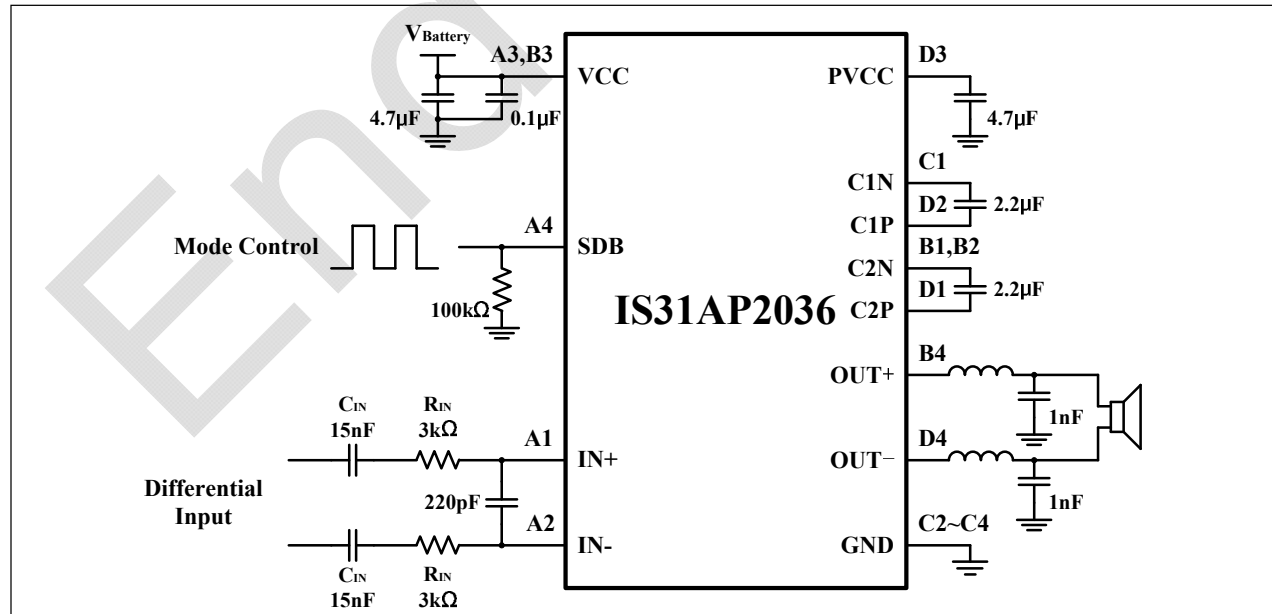 VBattery
A3,B3
VCC
4.7μF
0.1μF
Mode Control
A4
SDB
100kΩ
CIN
15nF
RIN
3kΩ
A1
IN+
Differential
Input
220pF
A2
IN-
CIN
15nF
RIN
3kΩ
IS31AP2036
D3
PVCC
4.7μF
C1
C1N
D2
2.2μF
C1P
B1,B2
C2N
D1
2.2μF
C2P
B4
OUT+
1nF
D4
OUT−
1nF
C2~C4
GND